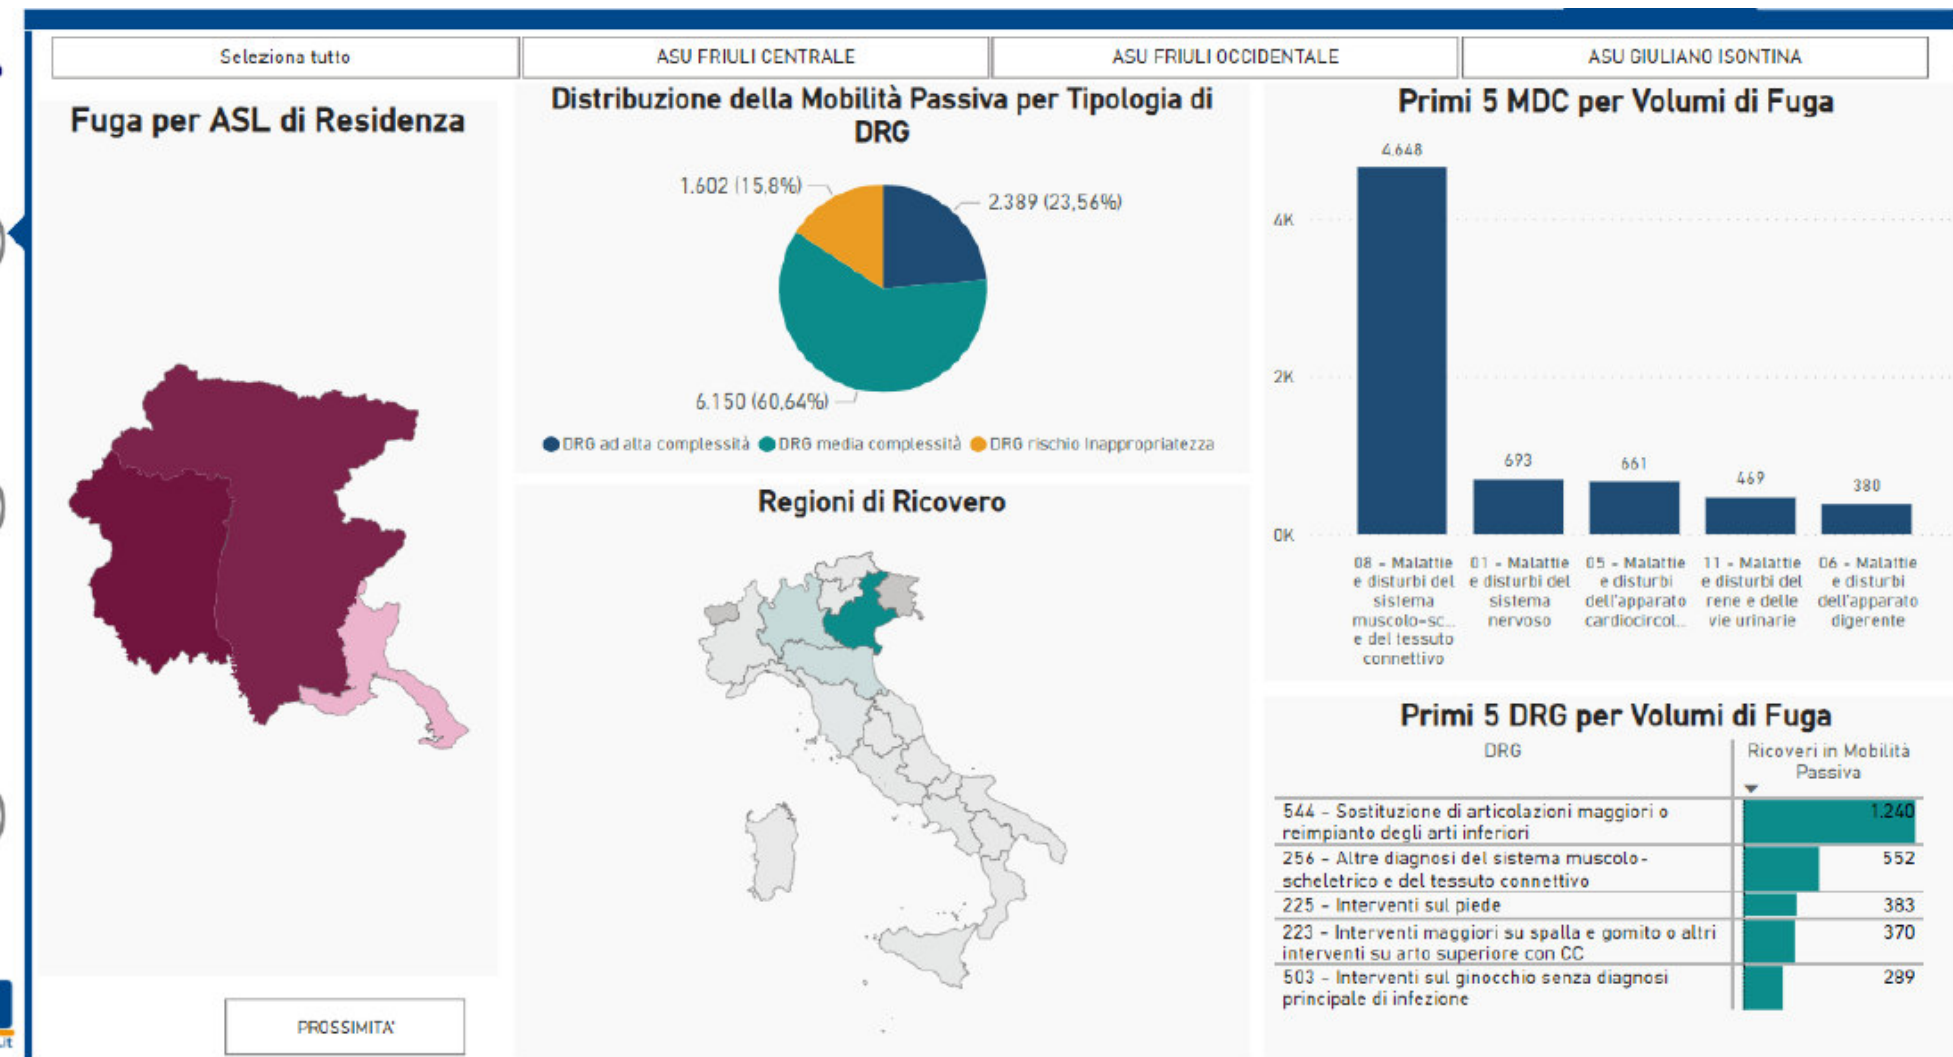 Seleziona tutto
ASU FRIULI CENTRALE
ASU FRIULI OCCIDENTALE
ASU GIULIANO ISONTINA
Fuga per ASL di Residenza
PROSSIMITA'
Distribuzione della Mobilità Passiva per Tipologia di
DRG
1.602 (15,8%)
2.389 (23,56%)
6.150 (60,64%)
DRG ad alta complessità DRG media complessità DRG rischio Inappropriatezza
Regioni di Ricovero
Primi 5 MDC per Volumi di Fuga
4.648
4K
2K
693
661
469
380
0K
08 - Malattie
e disturbi del
sistema
muscolo-sc...
e del tessuto
connettivo
01 - Malattie
e disturbi del
sistema
nervoso
05 - Malattie
e disturbi
dell'apparato
cardiocircol...
11 - Malattie
e disturbi del
rene e delle
vie urinarie
06 - Malattie
e disturbi
dell'apparato
digerente
Primi 5 DRG per Volumi di Fuga
DRG
Ricoveri in Mobilità
Passiva
544 - Sostituzione di articolazioni maggiori o
reimpianto degli arti inferiori
1.240
256 - Altre diagnosi del sistema muscolo-
scheletrico e del tessuto connettivo
552
225 - Interventi sul piede
383
223 - Interventi maggiori su spalla e gomito o altri
interventi su arto superiore con CC
370
503 - Interventi sul ginocchio senza diagnosi
principale di infezione
289